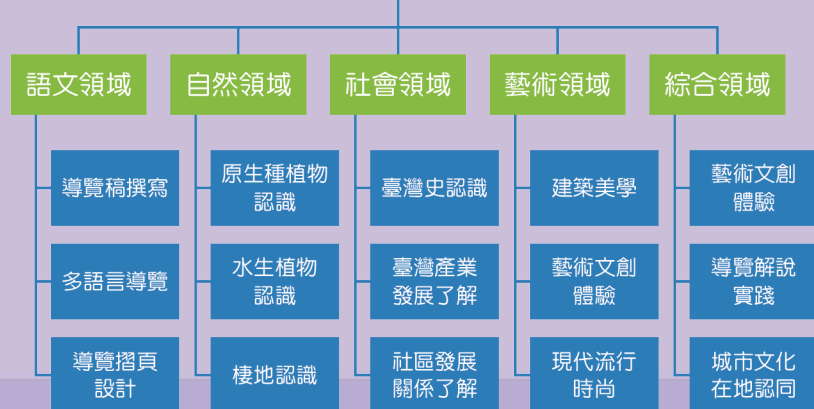 語文領域
自然領域
社會領域
藝術領域
綜合領域
導覽稿撰寫
多語言導覽
導覽摺頁
設計
原生種植物
認識
水生植物
認識
棲地認識
臺灣史認識
臺灣產業
發展了解
社區發展
關係了解
建築美學
藝術文創
體驗
現代流行
時尚
藝術文創
體驗
導覽解說
實踐
城市文化
在地認同